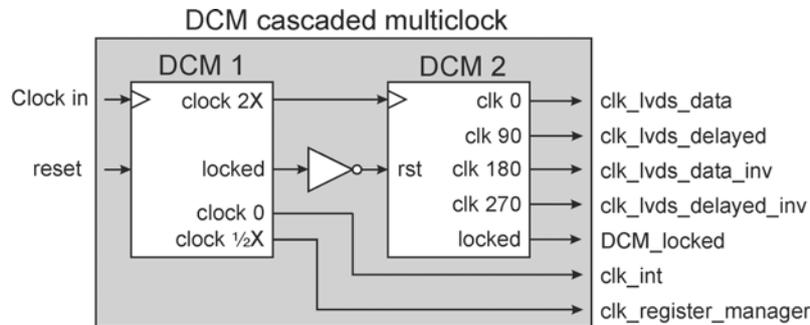 DCM cascaded multiclock
DCM 1
DCM 2
Clock in
clock 2X
clk 0
clk_lvds_data
clk 90
clk_lvds_delayed
reset
locked
rst
clk 180
clk_lvds_data_inv
clock 0
clk 270
clk_lvds_delayed_inv
clock ½X
locked
DCM_locked
clk_int
clk_register_manager